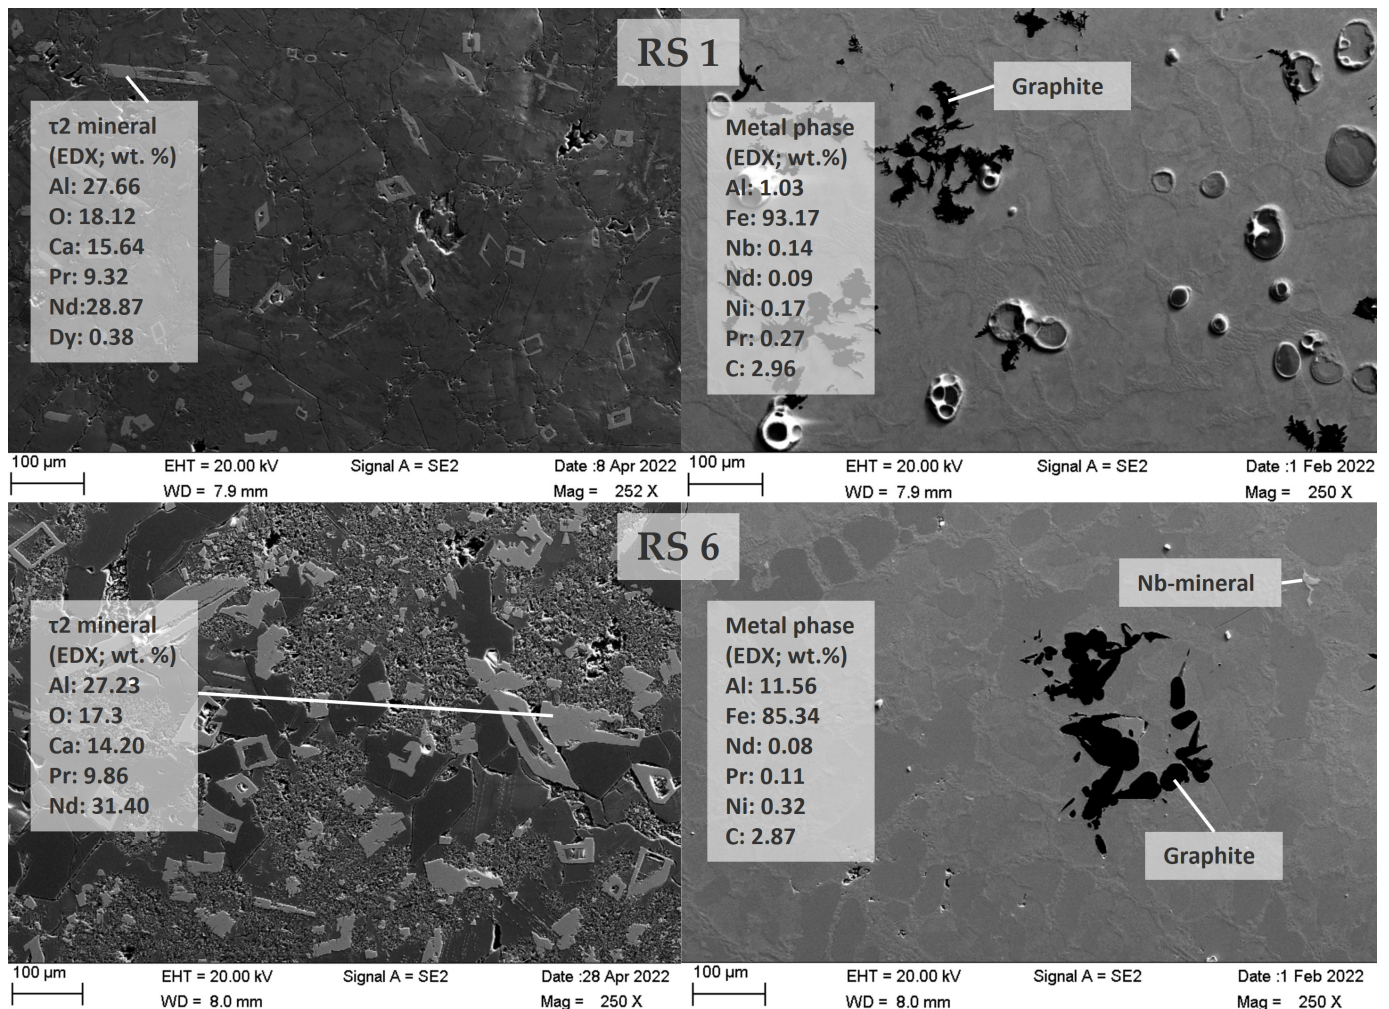 RS 1
τ2 mineral
(EDX; wt. %)
Al: 27.66
O: 18.12
Ca: 15.64
Pr: 9.32
Nd:28.87
Dy: 0.38
Graphite
Metal phase
(EDX; wt.%)
Al: 1.03
Fe: 93.17
Nb: 0.14
Nd: 0.09
Ni: 0.17
Pr: 0.27
C: 2.96
100 µm EHT = 20.00 kV Signal A = SE2 Date :8 Apr 2022
WD = 7.9 mm Mag = 252 X
100 µm EHT = 20.00 kV Signal A = SE2 Date :1 Feb 2022
WD = 7.9 mm Mag = 250 X
RS 6
τ2 mineral
(EDX; wt. %)
Al: 27.23
O: 17.3
Ca: 14.20
Pr: 9.86
Nd: 31.40
Nb-mineral
Metal phase
(EDX; wt.%)
Al: 11.56
Fe: 85.34
Nd: 0.08
Pr: 0.11
Ni: 0.32
C: 2.87
Graphite
100 µm EHT = 20.00 kV Signal A = SE2 Date :28 Apr 2022
WD = 8.0 mm Mag = 250 X
100 µm EHT = 20.00 kV Signal A = SE2 Date :1 Feb 2022
WD = 8.0 mm Mag = 250 X